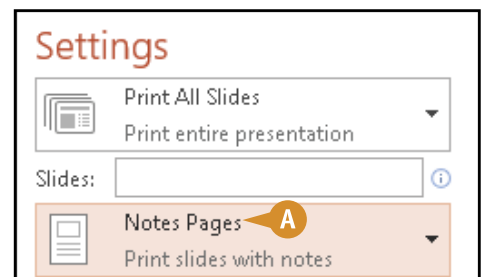 Settings
Print All Slides
Print entire presentation
Slides:
Notes Pages A
Print slides with notes